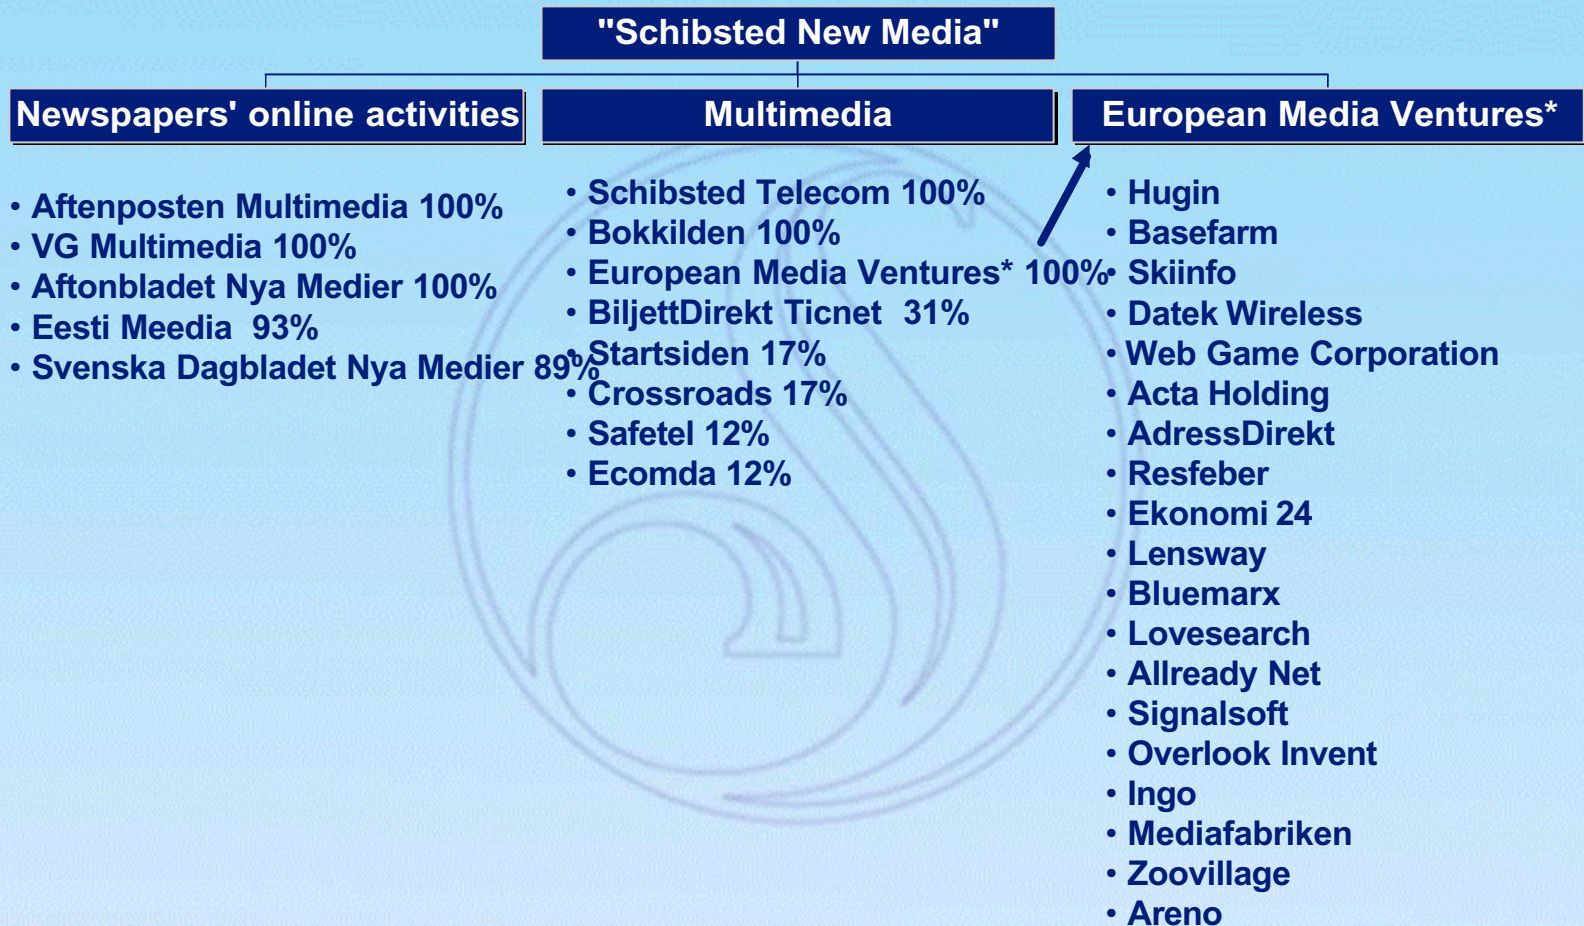 "Schibsted New Media"
Newspapers' online activities
• Aftenposten Multimedia 100%
• VG Multimedia 100%
• Aftonbladet Nya Medier 100%
• Eesti Meedia 93%
• Svenska Dagbladet Nya Medier 89%
Multimedia
• Schibsted Telecom 100%
• Bokkilden 100%
• European Media Ventures* 100%
• BiljettDirekt Ticnet 31%
• Startsiden 17%
• Crossroads 17%
• Safetel 12%
• Ecomda 12%
European Media Ventures*
• Hugin
• Basefarm
• Skiinfo
• Datek Wireless
• Web Game Corporation
• Acta Holding
• AdressDirekt
• Resfeber
• Ekonomi 24
• Lensway
• Bluemarx
• Lovesearch
• Allready Net
• Signalsoft
• Overlook Invent
• Ingo
• Mediafabriken
• Zoovillage
• Areno